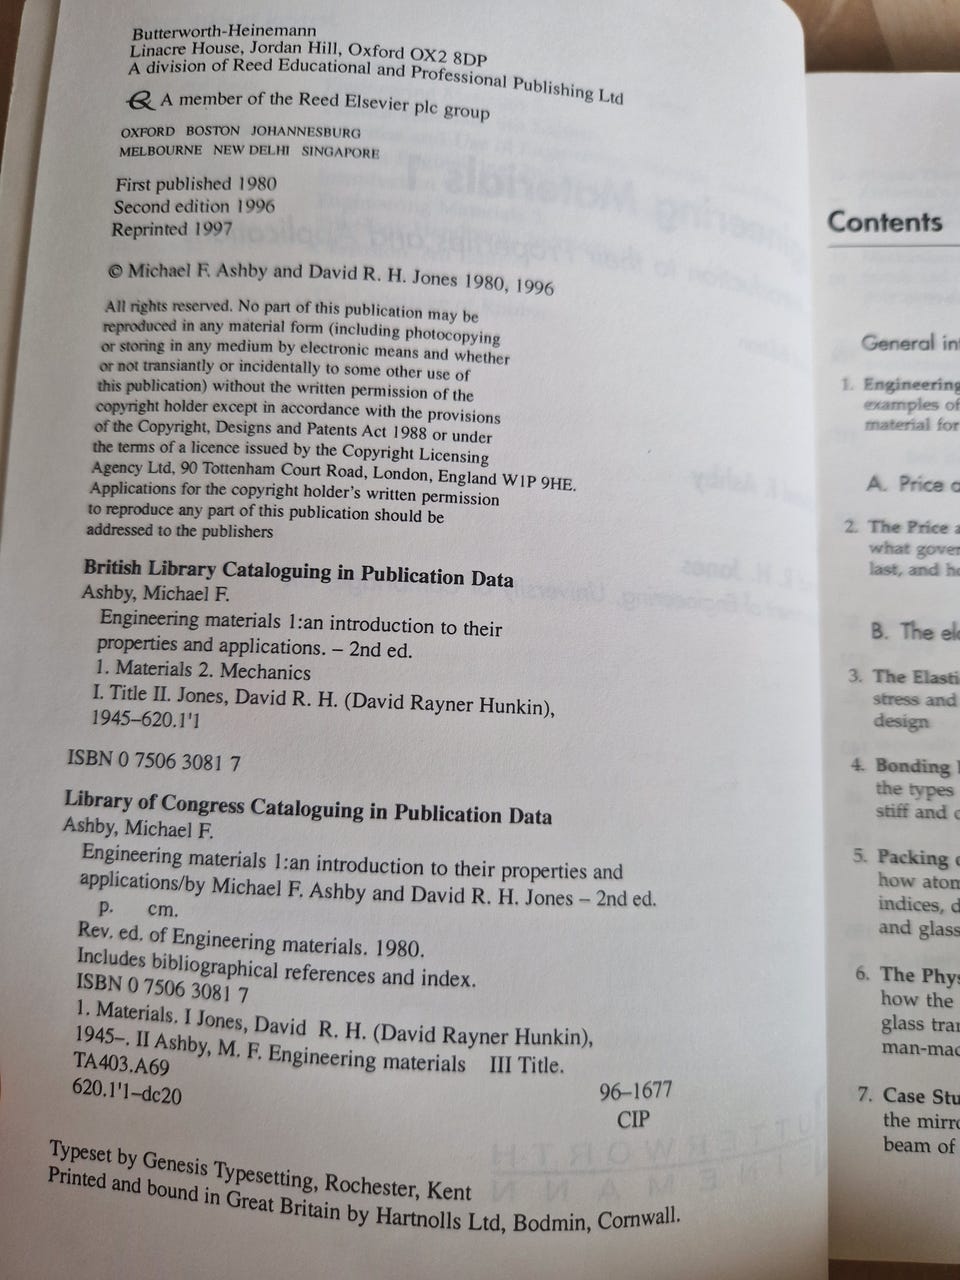 Butterworth-Heinemann
Linacre House, Jordan Hill, Oxford OX2 8DP
A division of Reed Educational and Professional Publishing Ltd
A member of the Reed Elsevier plc group
OXFORD BOSTON JOHANNESBURG
MELBOURNE NEW DELHI SINGAPORE
First published 1980
Second edition 1996
Reprinted 1997
© Michael F. Ashby and David R. H. Jones 1980, 1996
All rights reserved. No part of this publication may be
reproduced in any material form (including photocopying
or storing in any medium by electronic means and whether
or not transiantly or incidentally to some other use of
this publication) without the written permission of the
copyright holder except in accordance with the provisions
of the Copyright, Designs and Patents Act 1988 or under
the terms of a licence issued by the Copyright Licensing
Agency Ltd, 90 Tottenham Court Road, London, England W1P 9HE.
Applications for the copyright holder's written permission
to reproduce any part of this publication should be
addressed to the publishers
British Library Cataloguing in Publication Data
Ashby, Michael F.
Engineering materials 1:an introduction to their
properties and applications. – 2nd ed.
1. Materials 2. Mechanics
I. Title II. Jones, David R. H. (David Rayner Hunkin),
1945–620.1'1
ISBN 0 7506 3081 7
Library of Congress Cataloguing in Publication Data
Ashby, Michael F.
Engineering materials 1:an introduction to their properties and
applications/by Michael F. Ashby and David R. H. Jones – 2nd ed.
p. cm.
Rev. ed. of Engineering materials. 1980.
Includes bibliographical references and index.
ISBN 0 7506 3081 7
1. Materials. I Jones, David R. H. (David Rayner Hunkin),
1945–. II Ashby, M. F. Engineering materials III Title.
TA403.A69
620.1'1–dc20 96–1677
CIP
Typeset by Genesis Typesetting, Rochester, Kent
Printed and bound in Great Britain by Hartnolls Ltd, Bodmin, Cornwall.
Contents
General in
1. Engineering
examples of
material for
A. Price
2. The Price
what gover
last, and h
B. The el
3. The Elasti
stress and
design
4. Bonding
the types
stiff and
5. Packing
how atom
indices, d
and glass
6. The Phys
how the
glass tran
man-mad
7. Case Stu
the mirro
beam of